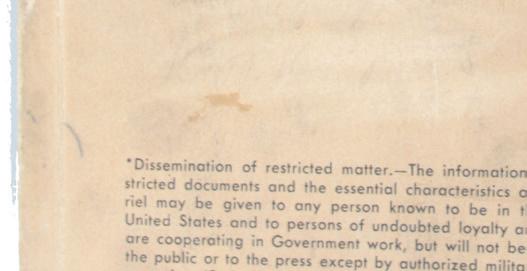 *Dissemination of restricted matter.—The information
stricted documents and the essential characteristics
riel may be given to any person known to be in
United States and to persons of undoubted loyalty
are cooperating in Government work, but will not be
the public or to the press except by authorized milita